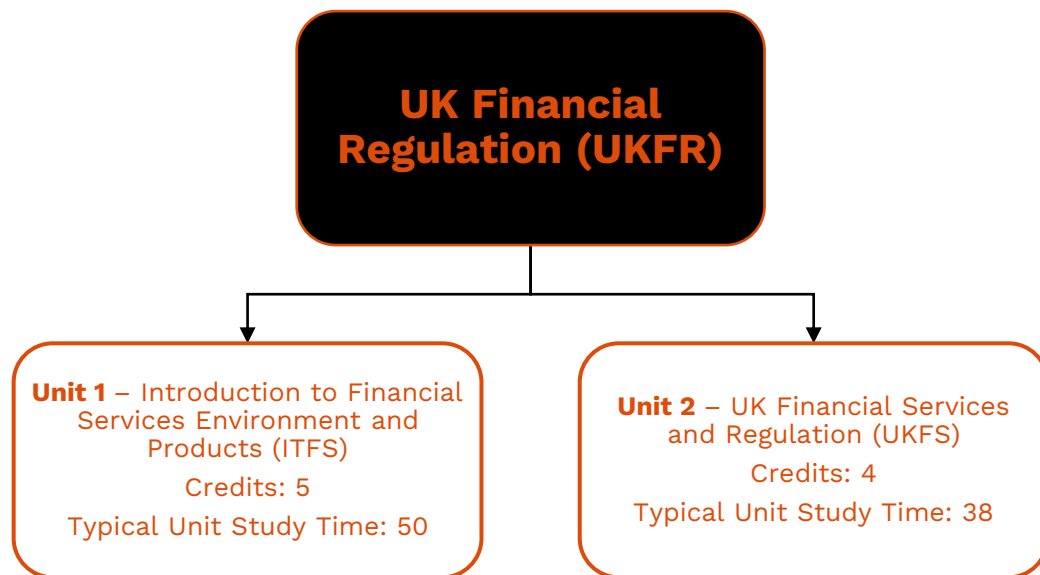 UK Financial
Regulation (UKFR)
Unit 1 – Introduction to Financial
Services Environment and
Products (ITFS)
Credits: 5
Typical Unit Study Time: 50
Unit 2 – UK Financial Services
and Regulation (UKFS)
Credits: 4
Typical Unit Study Time: 38